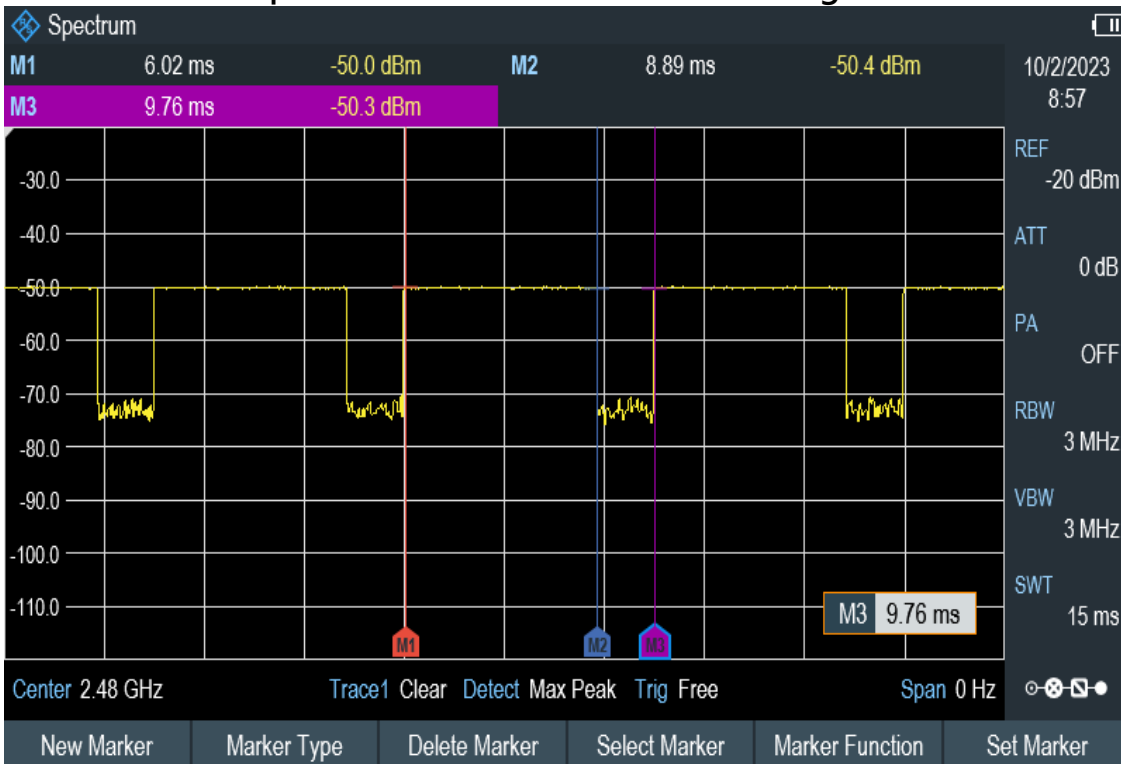 Spectrum
M1 6.02 ms -50.0 dBm M2 8.89 ms -50.4 dBm
10/2/2023
8:57
M3 9.76 ms -50.3 dBm
-30.0
-40.0
-50.0
-60.0
-70.0
-80.0
-90.0
-100.0
-110.0
M1 M2 M3
M3 9.76 ms
REF
-20 dBm
ATT
0 dB
PA
OFF
RBW
3 MHz
VBW
3 MHz
SWT
15 ms
Center 2.48 GHz Trace1 Clear Detect Max Peak Trig Free Span 0 Hz
New Marker Marker Type Delete Marker Select Marker Marker Function Set Marker